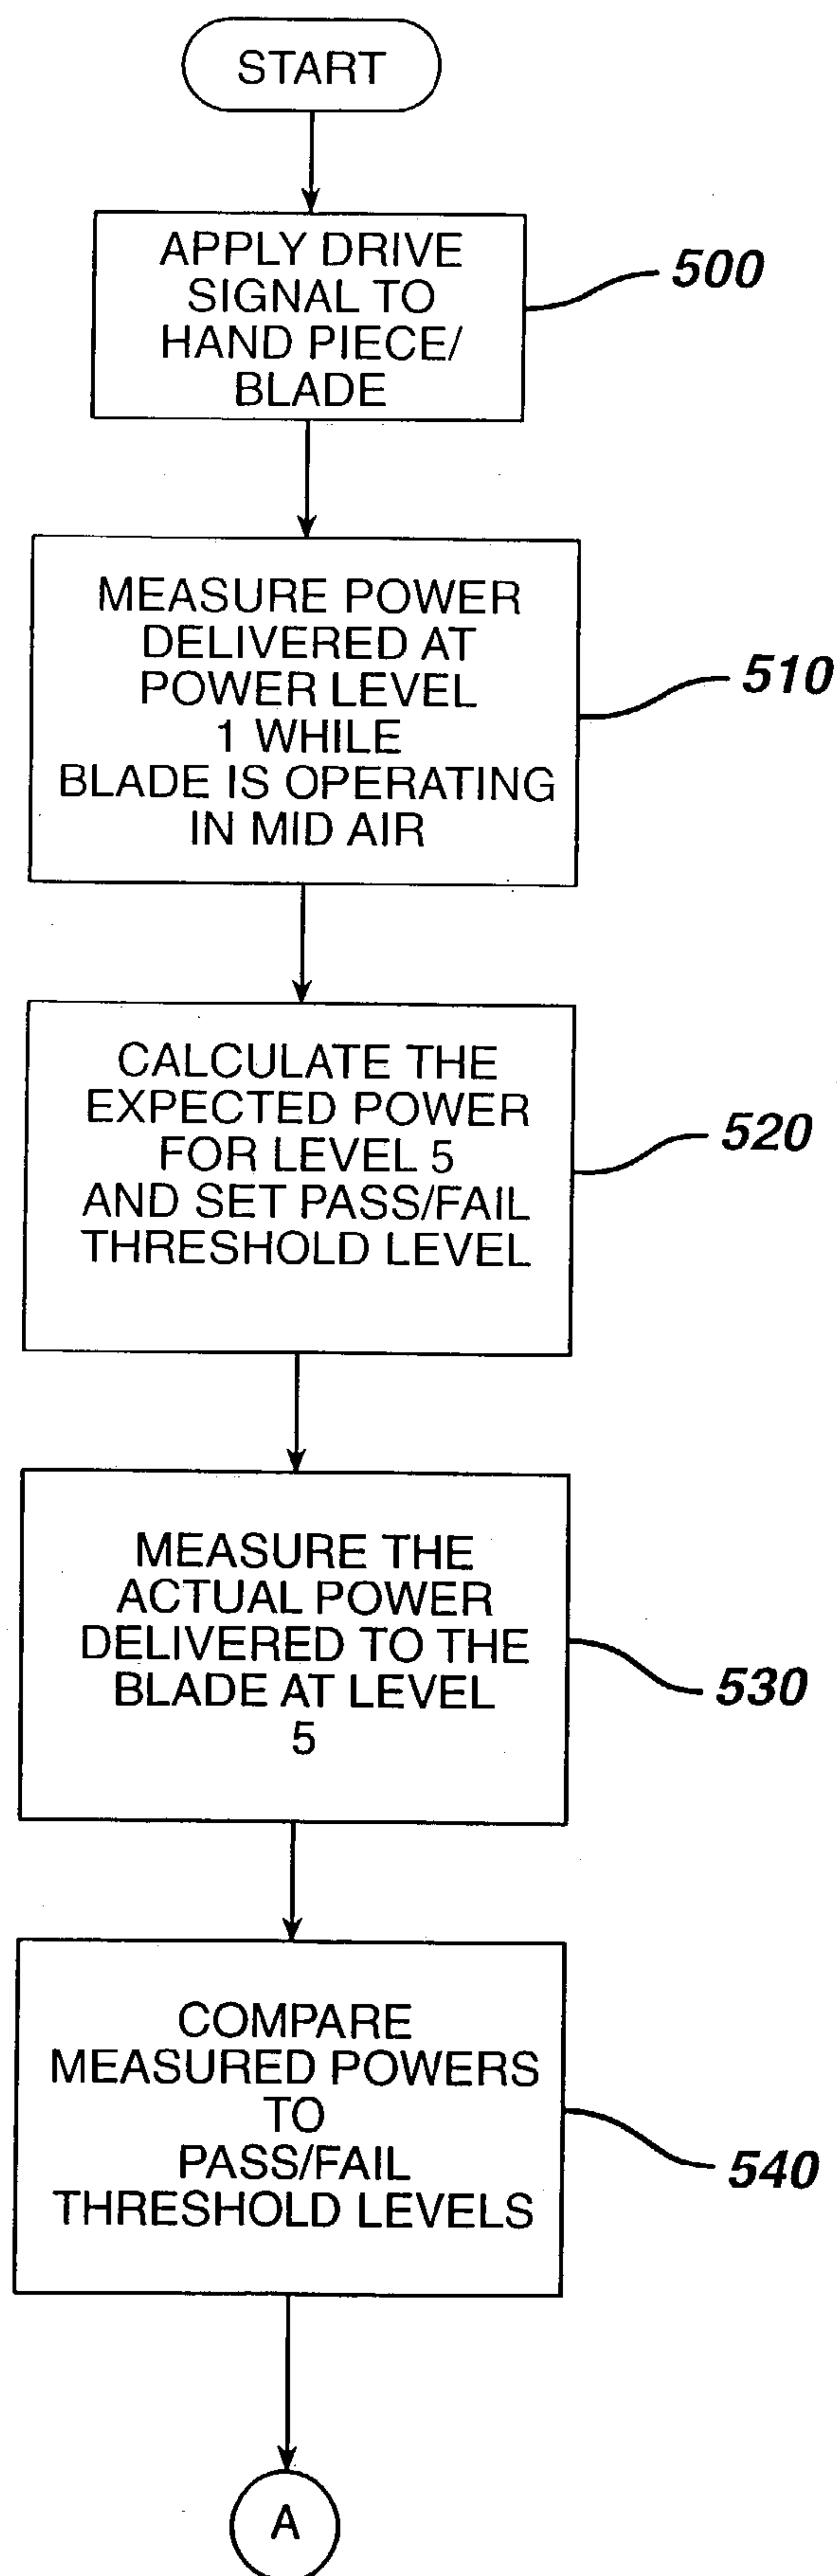 START
APPLY DRIVE
SIGNAL TO
HAND PIECE/
BLADE
500
MEASURE POWER
DELIVERED AT
POWER LEVEL
1 WHILE
BLADE IS OPERATING
IN MID AIR
510
CALCULATE THE
EXPECTED POWER
FOR LEVEL 5
AND SET PASS/FAIL
THRESHOLD LEVEL
520
MEASURE THE
ACTUAL POWER
DELIVERED TO THE
BLADE AT LEVEL
5
530
COMPARE
MEASURED POWERS
TO
PASS/FAIL
THRESHOLD LEVELS
540
A